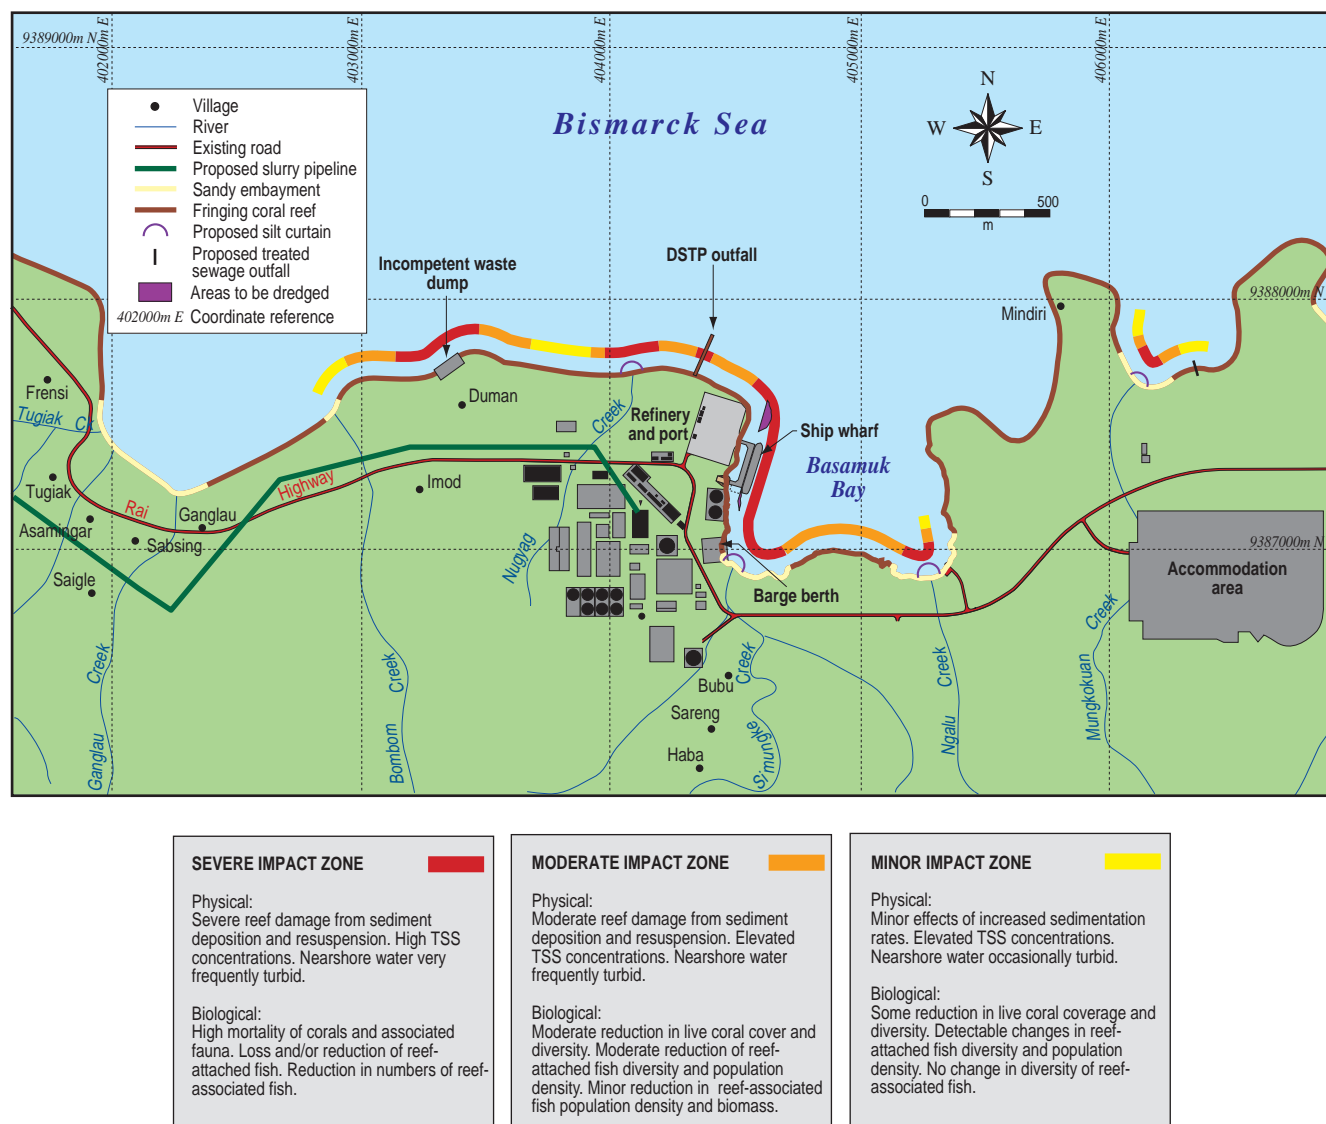 9389000m N
402000m E
403000m E
404000m E
405000m E
406000m E
Village
River
Existing road
Proposed slurry pipeline
Sandy embayment
Fringing coral reef
Proposed silt curtain
Proposed treated
sewage outfall
Areas to be dredged
402000m E Coordinate reference
Bismarck Sea
N
W
E
S
0
500
m
Incompetent waste
dump
DSTP outfall
9388000m N
Mindiri
Frensi
Tugiak Ck
Duman
Creek
Refinery
and port
Ship wharf
Basamuk
Bay
Tugiak
Rai
Highway
Imod
Asamingar
Ganglau
Sabsing
Nugyag
9387000m N
Saigle
Barge berth
Accommodation
area
Creek
Ganglau
Creek
Bombom
Bubu
Creek
Simungke
Sareng
Haba
Creek
Ngalu
Creek
Mungkokuan
SEVERE IMPACT ZONE
Physical:
Severe reef damage from sediment
deposition and resuspension. High TSS
concentrations. Nearshore water very
frequently turbid.
Biological:
High mortality of corals and associated
fauna. Loss and/or reduction of reef-
attached fish. Reduction in numbers of reef-
associated fish.
MODERATE IMPACT ZONE
Physical:
Moderate reef damage from sediment
deposition and resuspension. Elevated
TSS concentrations. Nearshore water
frequently turbid.
Biological:
Moderate reduction in live coral cover and
diversity. Moderate reduction of reef-
attached fish diversity and population
density. Minor reduction in reef-associated
fish population density and biomass.
MINOR IMPACT ZONE
Physical:
Minor effects of increased sedimentation
rates. Elevated TSS concentrations.
Nearshore water occasionally turbid.
Biological:
Some reduction in live coral coverage and
diversity. Detectable changes in reef-
attached fish diversity and population
density. No change in diversity of reef-
associated fish.